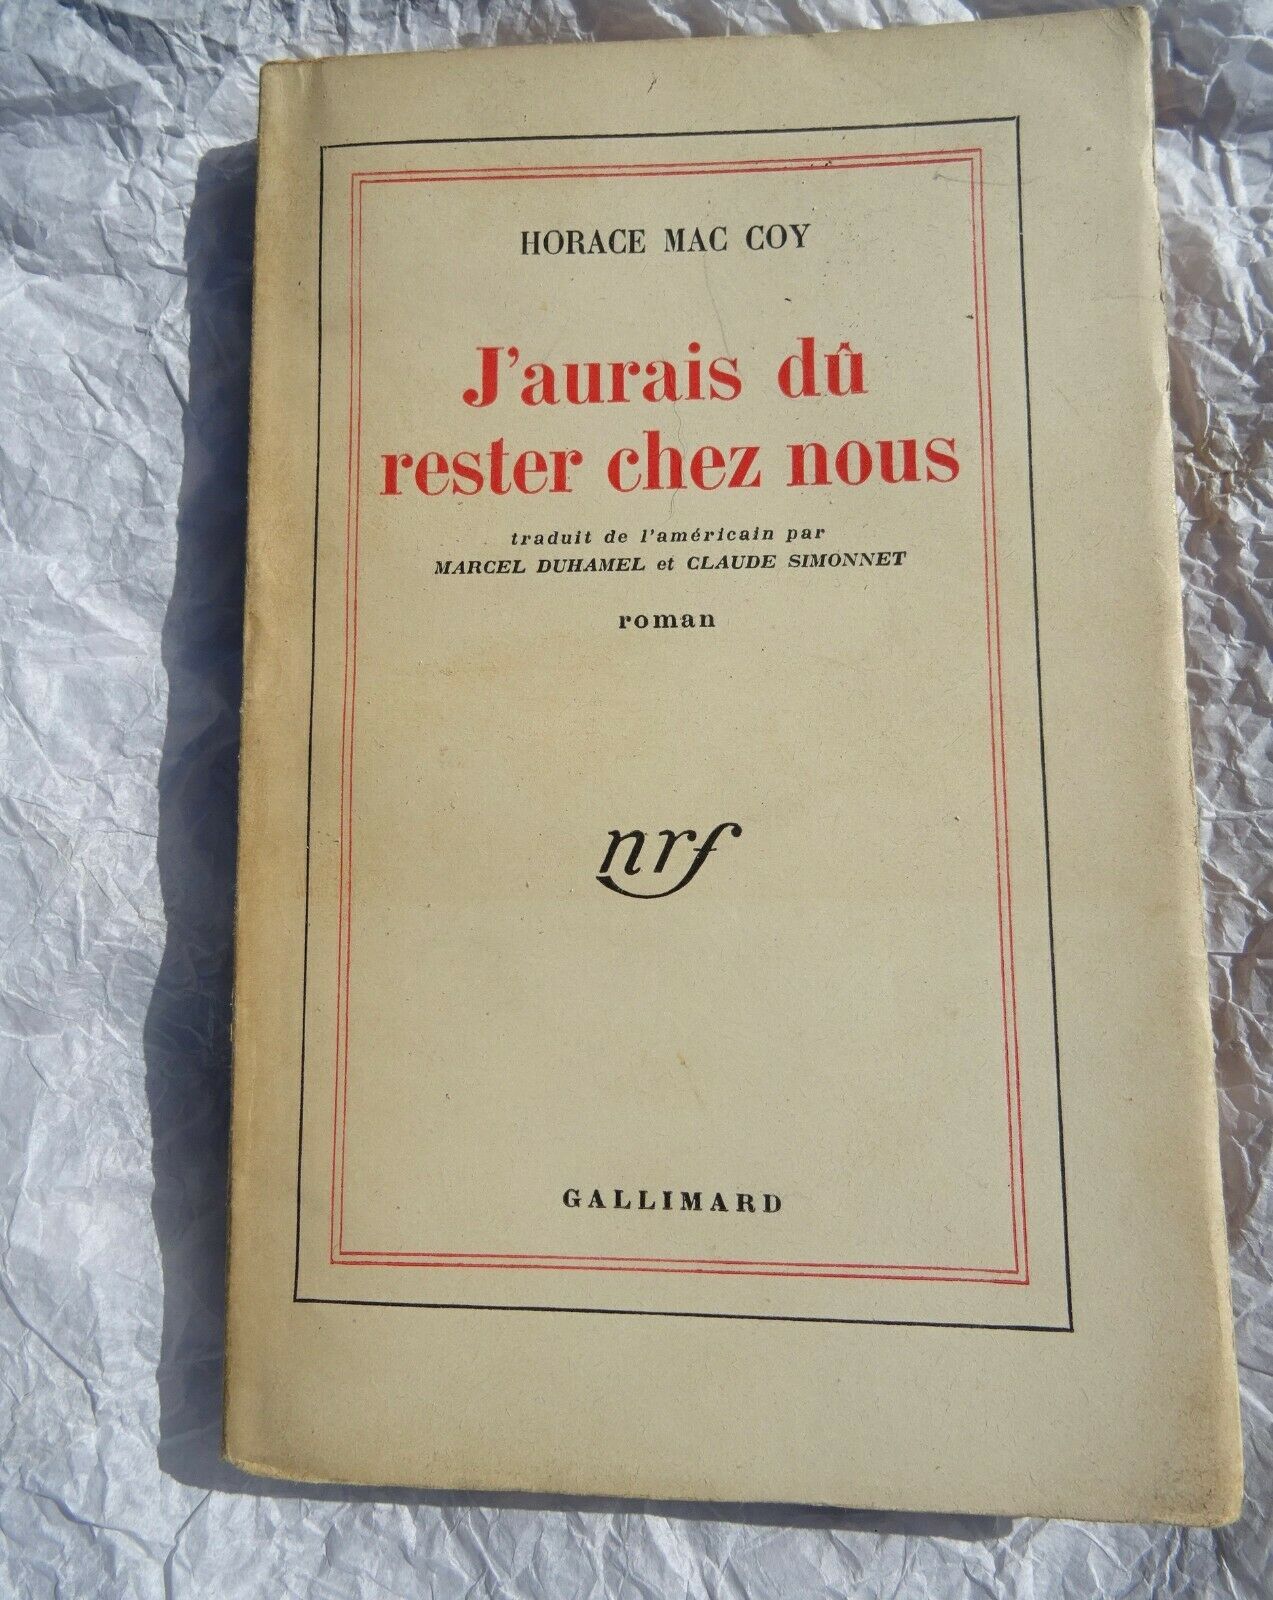 HORACE MAC COY
J'aurais dû
rester chez nous
traduit de l'américain par
MARCEL DUHAMEL et CLAUDE SIMONNET
roman
nrf
GALLIMARD